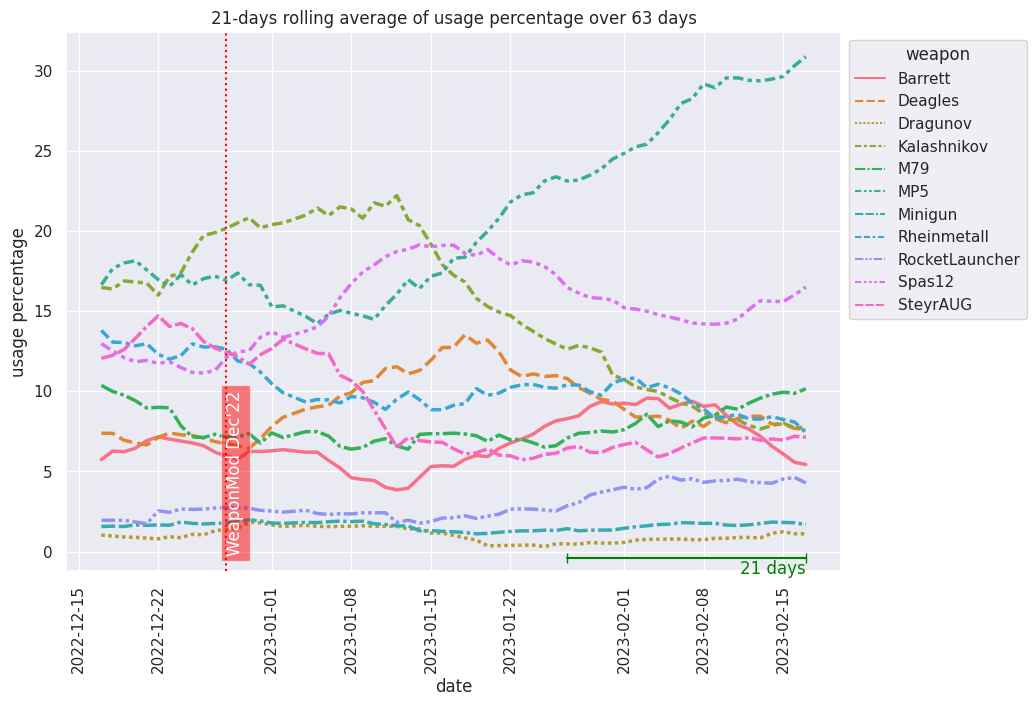 21-days rolling average of usage percentage over 63 days
usage percentage
30
25
20
15
10
5
0
WeaponMod Dec '22
21 days
2022-12-15
2022-12-22
2023-01-01
2023-01-08
2023-01-15
2023-01-22
2023-02-01
2023-02-08
2023-02-15
date
weapon
Barrett
Deagles
Dragunov
Kalashnikov
M79
MP5
Minigun
Rheinmetall
RocketLauncher
Spas12
SteyrAUG